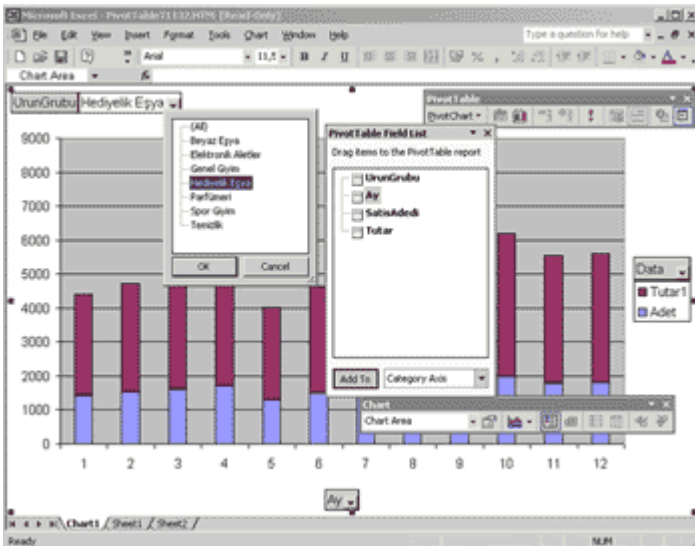 Microsoft Excel - PivotTable71132.HTM [Read-Only]
File Edit View Insert Format Tools Chart Window Help
Type a question for help
Arial
11,5
B I U
Chart Area
fx
UrunGrubu Hediyelik Eşya
PivotTable
PivotChart
(All)
Beyaz Eşya
Elektronik Aletler
Genel Giyim
Hediyelik Eşya
Parfümeri
Spor Giyim
Temizlik
OK Cancel
PivotTable Field List
Drag items to the PivotTable report
UrunGrubu
Ay
SatisAdedi
Tutar
Add To Category Axis
9000
8000
7000
6000
5000
4000
3000
2000
1000
0
Data
Tutar1
Adet
Chart
Chart Area
1 2 3 4 5 6 7 8 9 10 11 12
Ay
Chart1 Sheet1 Sheet2
Ready
NUM